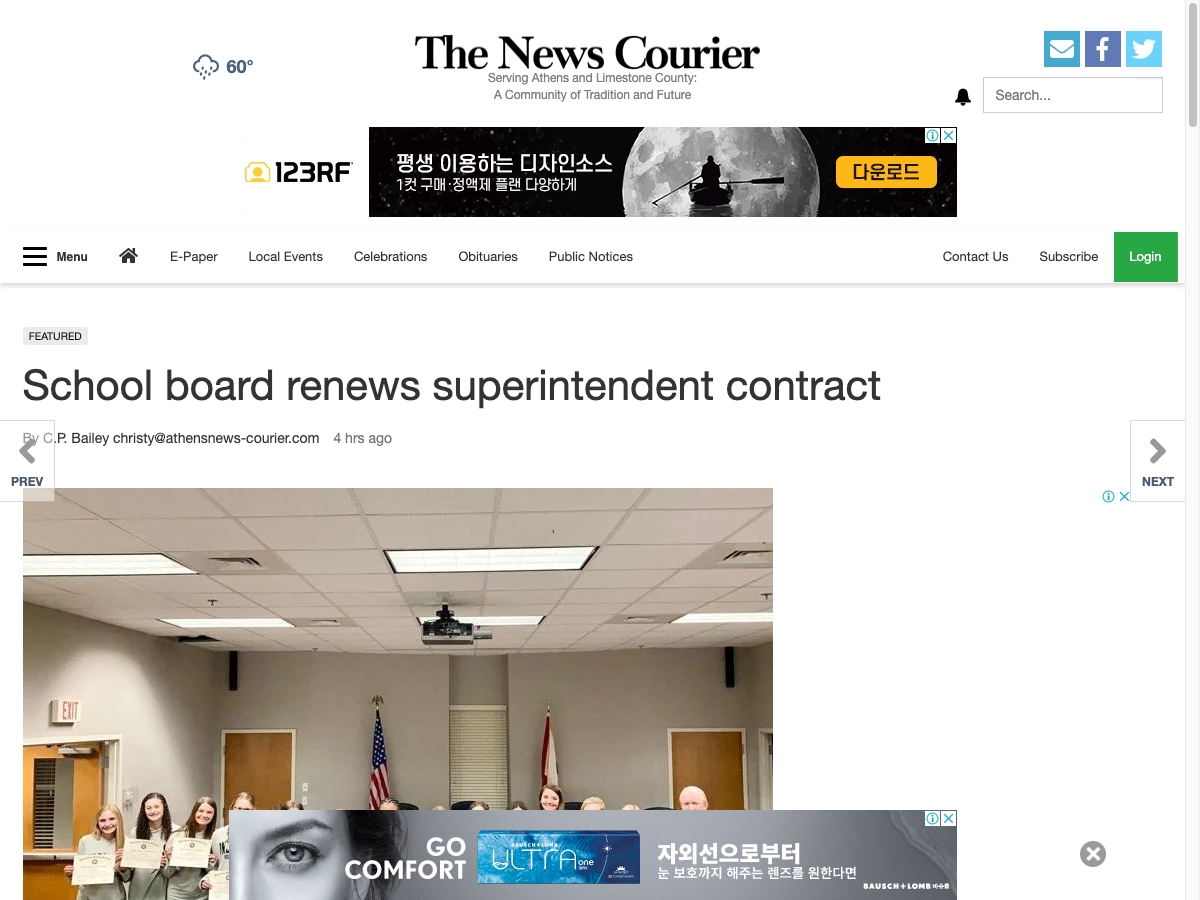 The News Courier
Serving Athens and Limestone County:
A Community of Tradition and Future
60°
Search...
123RF
평생 이용하는 디자인소스
1컷 구매·정액제 플랜 다양하게
다운로드
Menu
E-Paper
Local Events
Celebrations
Obituaries
Public Notices
Contact Us
Subscribe
Login
FEATURED
School board renews superintendent contract
By C.P. Bailey christy@athensnews-courier.com
4 hrs ago
PREV
NEXT
EXIT
GO
COMFORT
BAUSCH + LOMB
ULTRA one
자외선으로부터
눈 보호까지 해주는 렌즈를 원한다면
BAUSCH + LOMB 바슈롬